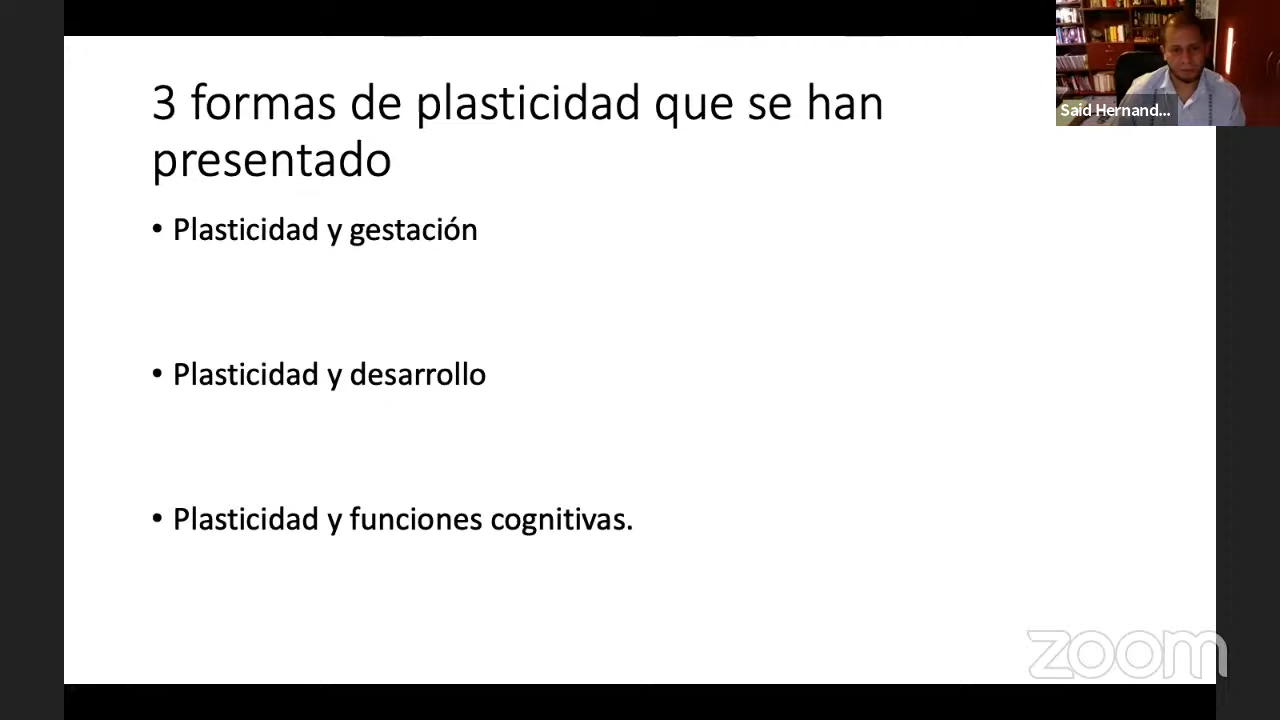 3 formas de plasticidad que se han
presentado
• Plasticidad y gestación
• Plasticidad y desarrollo
• Plasticidad y funciones cognitivas.
Said Hernand...
zoom